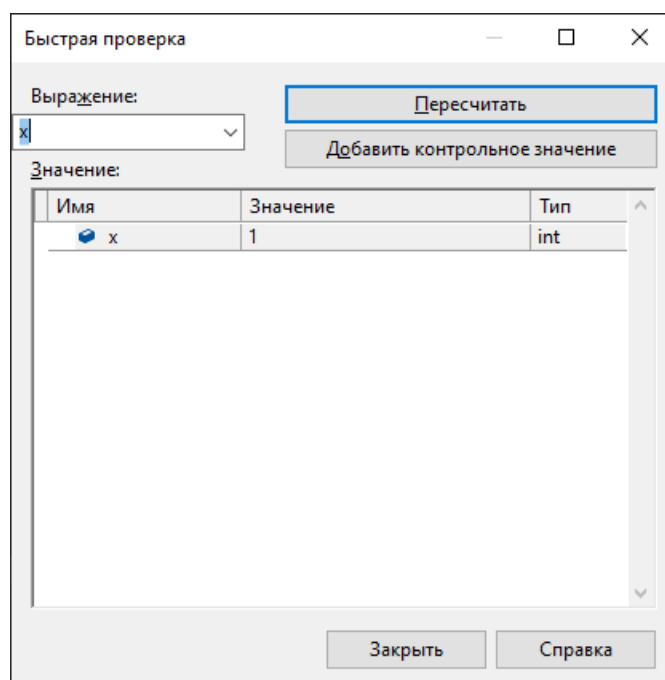 Быстрая проверка
Выражение:
Пересчитать
x
Добавить контрольное значение
Значение:
Имя Значение Тип
x 1 int
Закрыть Справка